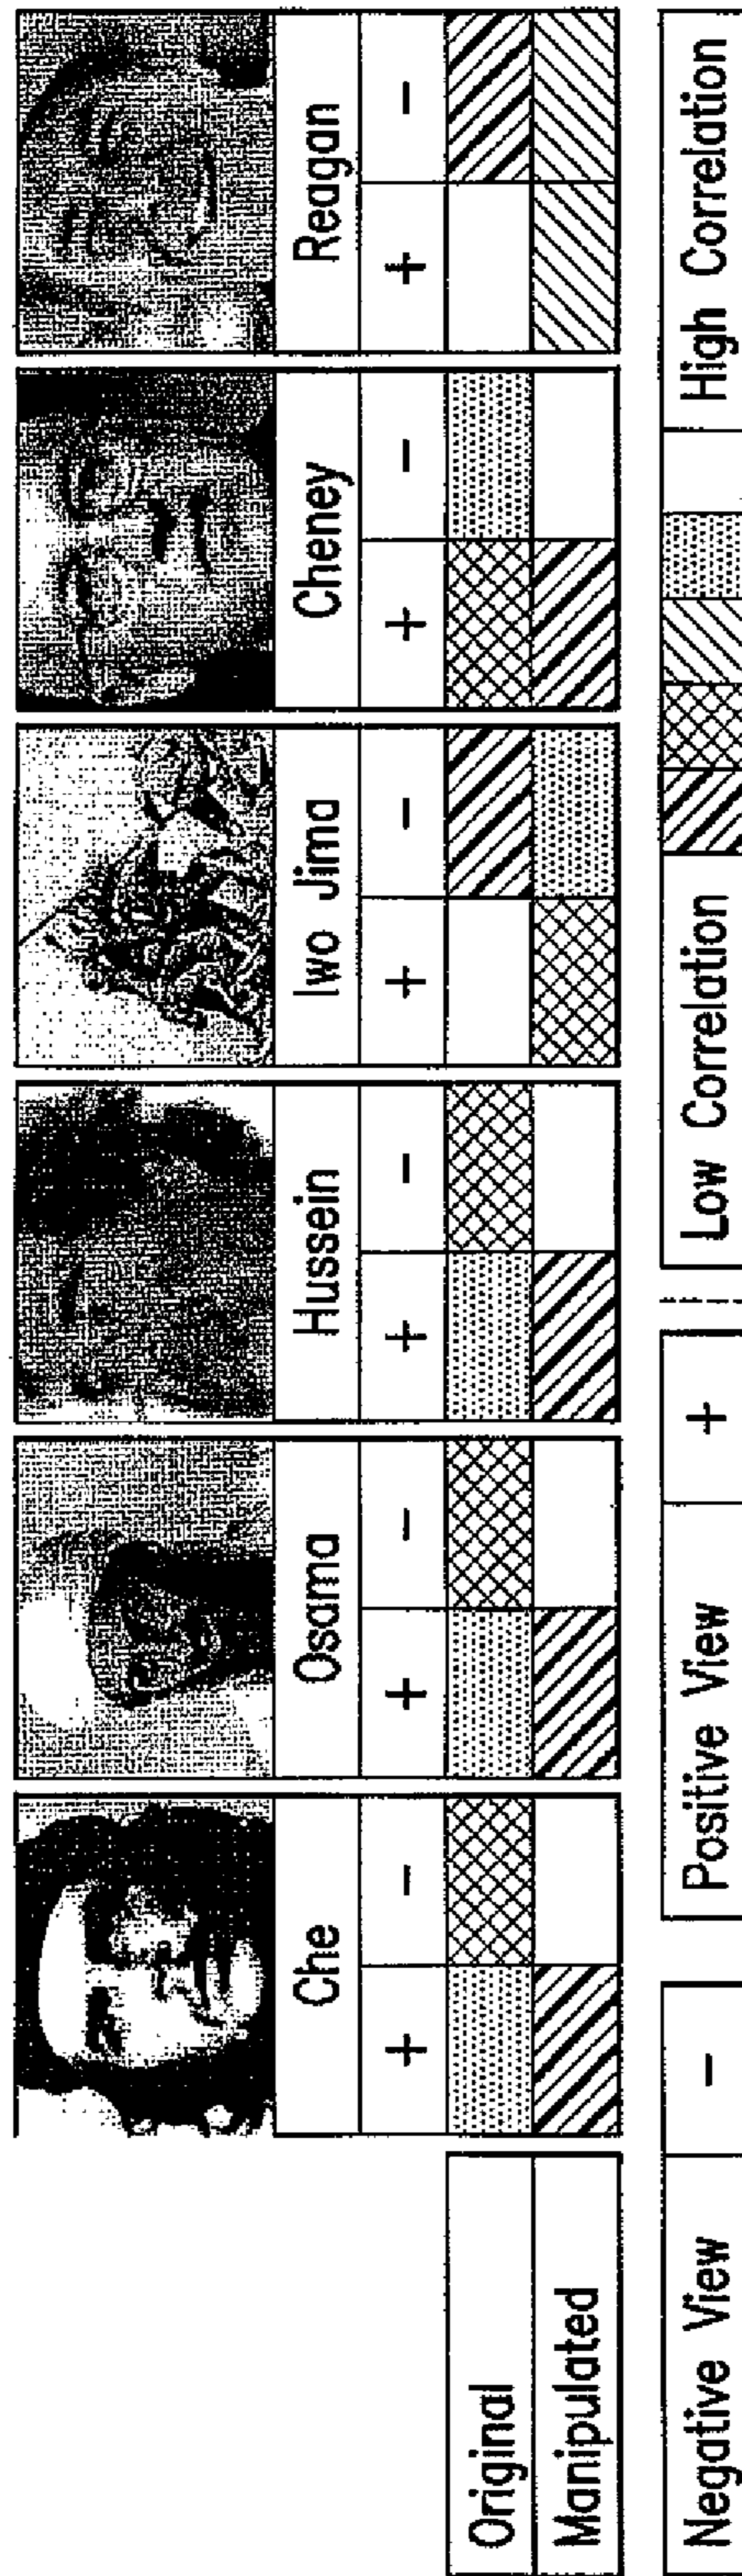 Che Osama Hussein Iwo Jima Cheney Reagan
+ − + − + − + − + − + −
Original
Manipulated
Negative View − Positive View + Low Correlation High Correlation